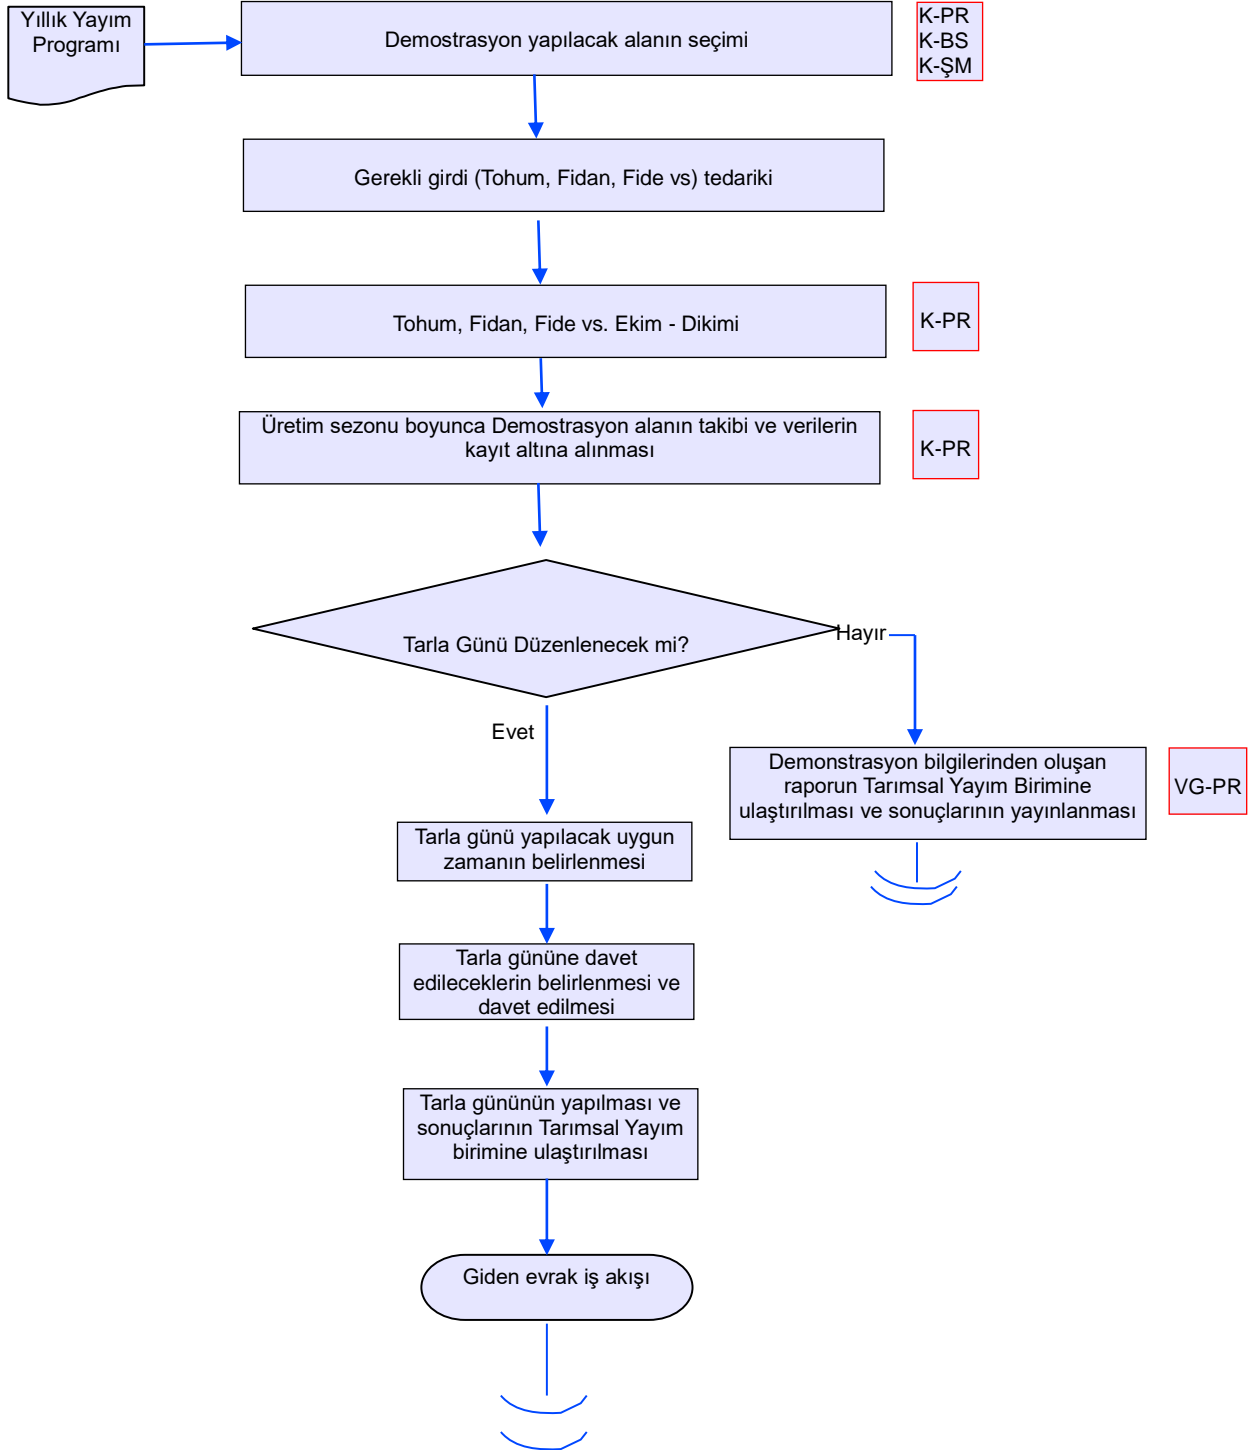 Yıllık Yayım
Programı
Demostrasyon yapılacak alanın seçimi
K-PR
K-BS
K-ŞM
Gerekli girdi (Tohum, Fidan, Fide vs) tedariki
Tohum, Fidan, Fide vs. Ekim - Dikimi
K-PR
Üretim sezonu boyunca Demostrasyon alanın takibi ve verilerin
kayıt altına alınması
K-PR
Tarla Günü Düzenlenecek mi?
Hayır
Evet
Demonstrasyon bilgilerinden oluşan
raporun Tarımsal Yayım Birimine
ulaştırılması ve sonuçlarının yayınlanması
VG-PR
Tarla günü yapılacak uygun
zamanın belirlenmesi
Tarla gününe davet
edileceklerin belirlenmesi ve
davet edilmesi
Tarla gününün yapılması ve
sonuçlarının Tarımsal Yayım
birimine ulaştırılması
Giden evrak iş akışı